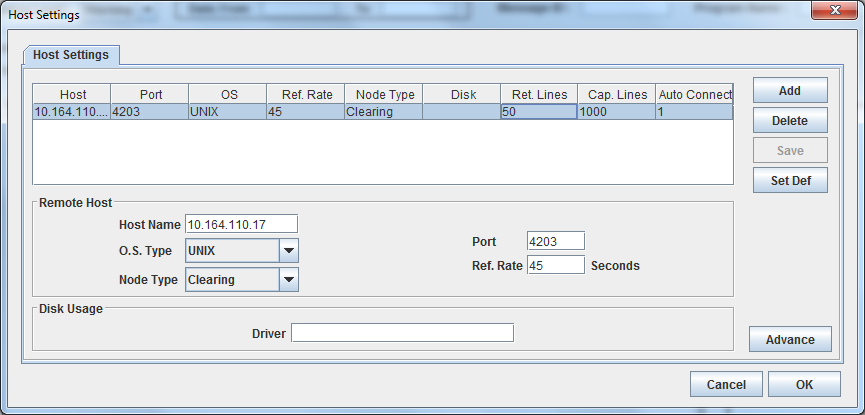 Host Settings
Host Settings
Host Port OS Ref. Rate Node Type Disk Ret. Lines Cap. Lines Auto Connect
10.164.110.... 4203 UNIX 45 Clearing 50 1000 1
Add
Delete
Save
Set Def
Remote Host
Host Name 10.164.110.17
O.S. Type UNIX
Port 4203
Node Type Clearing
Ref. Rate 45 Seconds
Disk Usage
Driver
Advance
Cancel OK